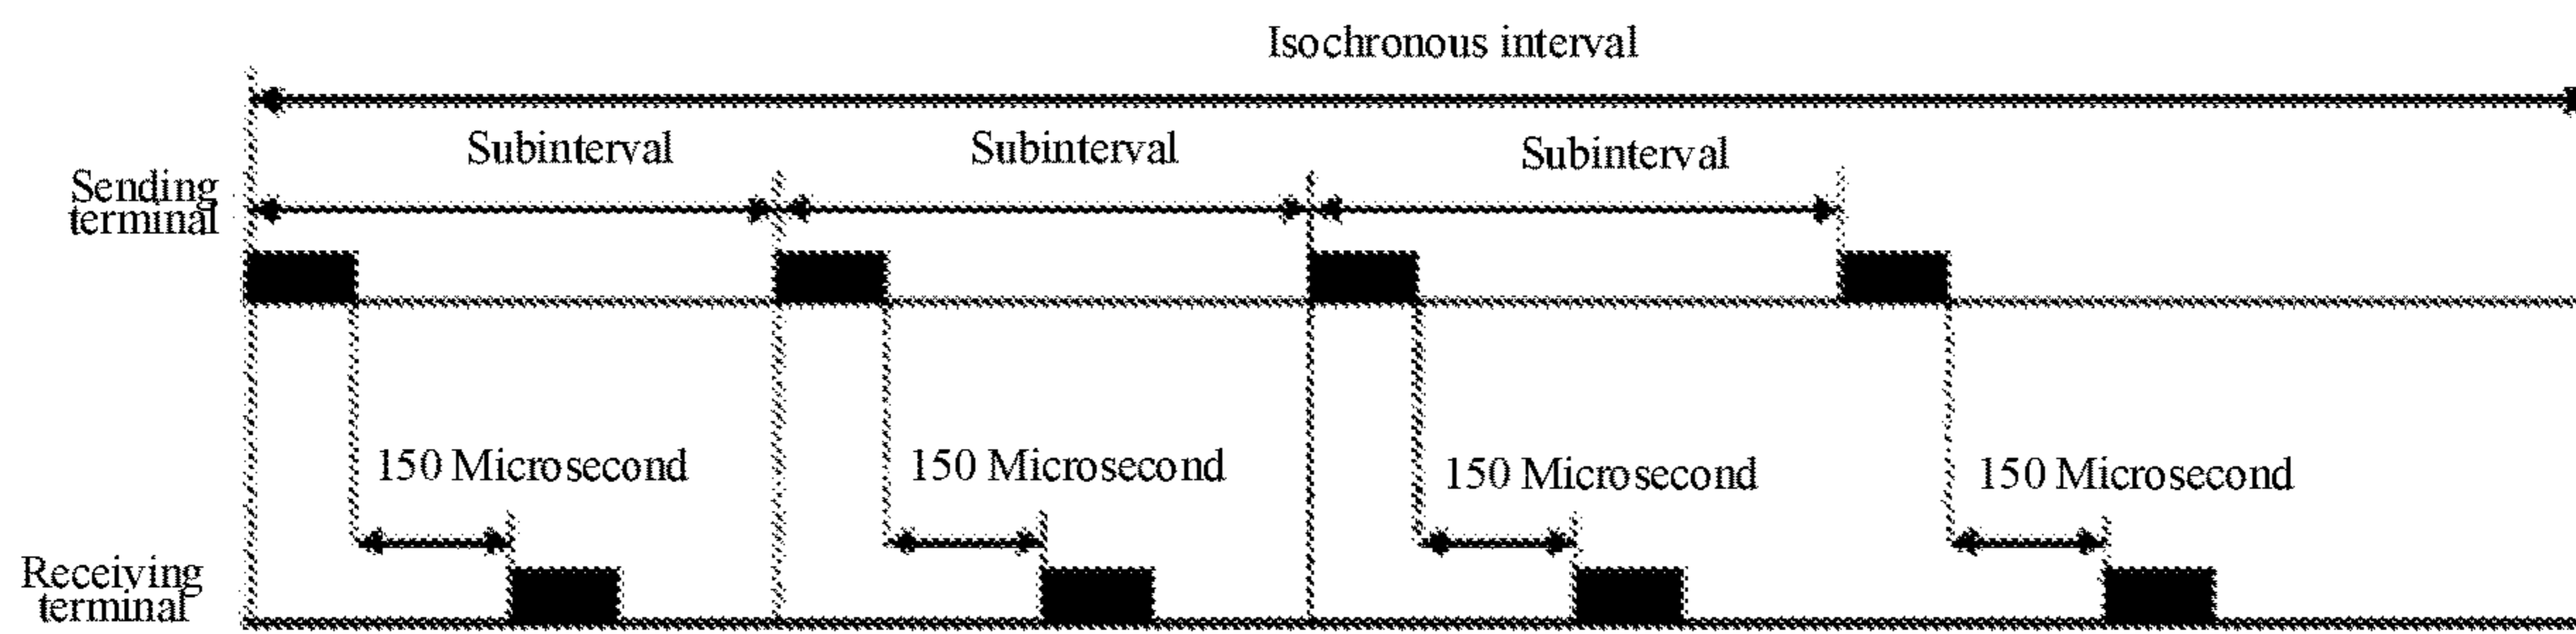 Isochronous interval
Subinterval
Subinterval
Subinterval
Sending
terminal
150 Microsecond
150 Microsecond
150 Microsecond
150 Microsecond
Receiving
terminal